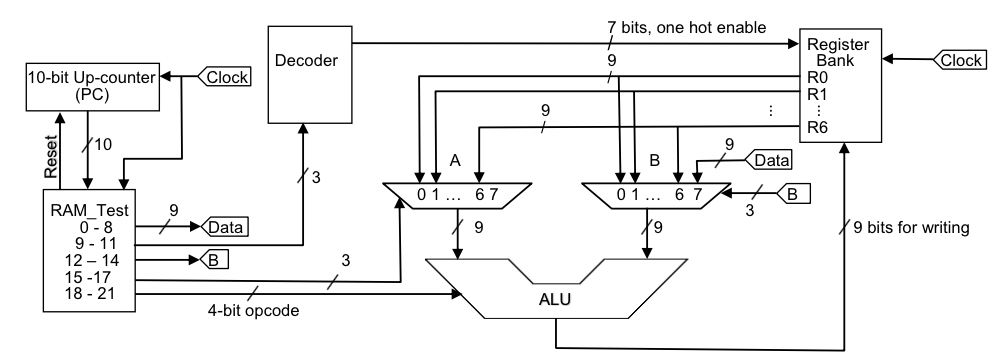 7 bits, one hot enable
9
Decoder
Register
Bank
R0
R1
⋮
R6
Clock
10-bit Up-counter
(PC)
Clock
Reset
10
3
9
A
B
9
Data
0 1 ... 6 7
0 1 ... 6 7
3
B
RAM_Test
0 - 8
9 - 11
12 – 14
15 -17
18 - 21
9
Data
B
3
4-bit opcode
9
9
9 bits for writing
ALU